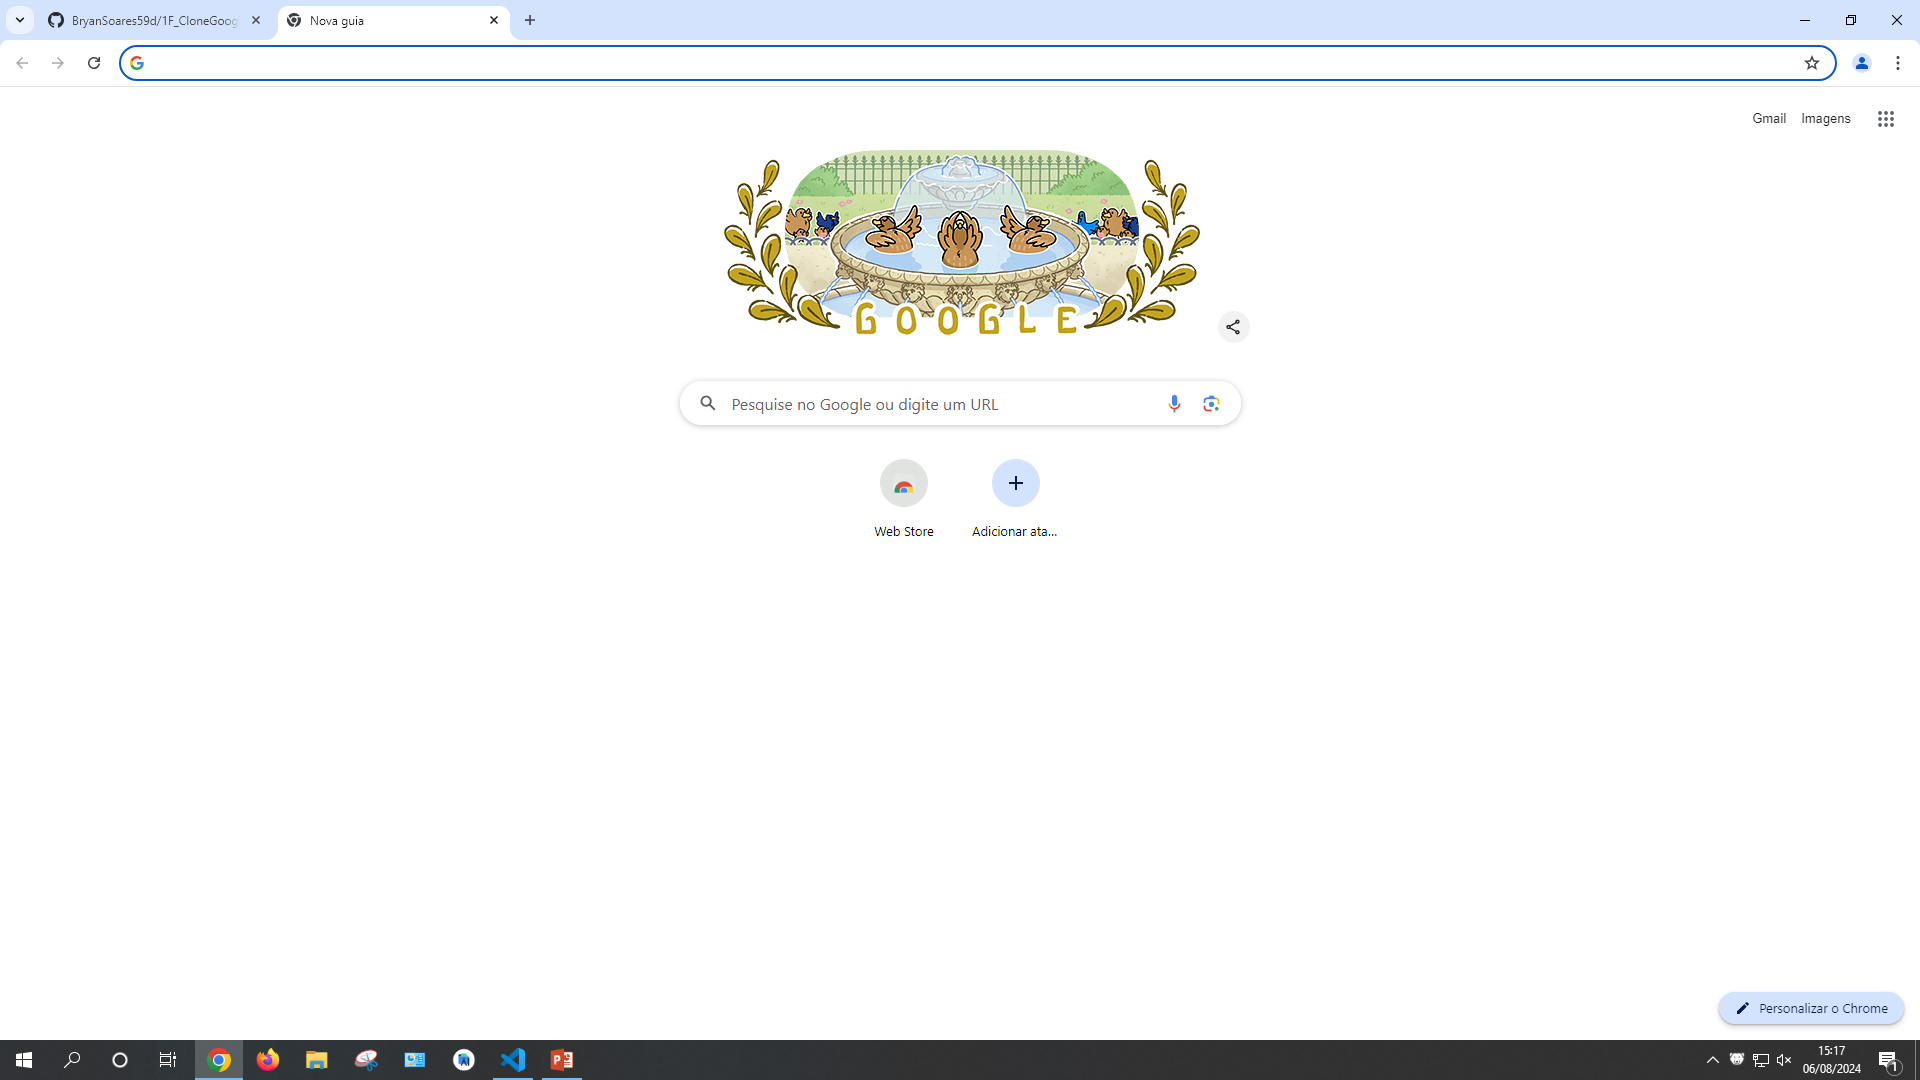 BryanSoares59d/1F_CloneGoog
Nova guia
Gmail
Imagens
GOOGLE
Pesquise no Google ou digite um URL
Web Store
Adicionar ata...
Personalizar o Chrome
15:17
06/08/2024
1